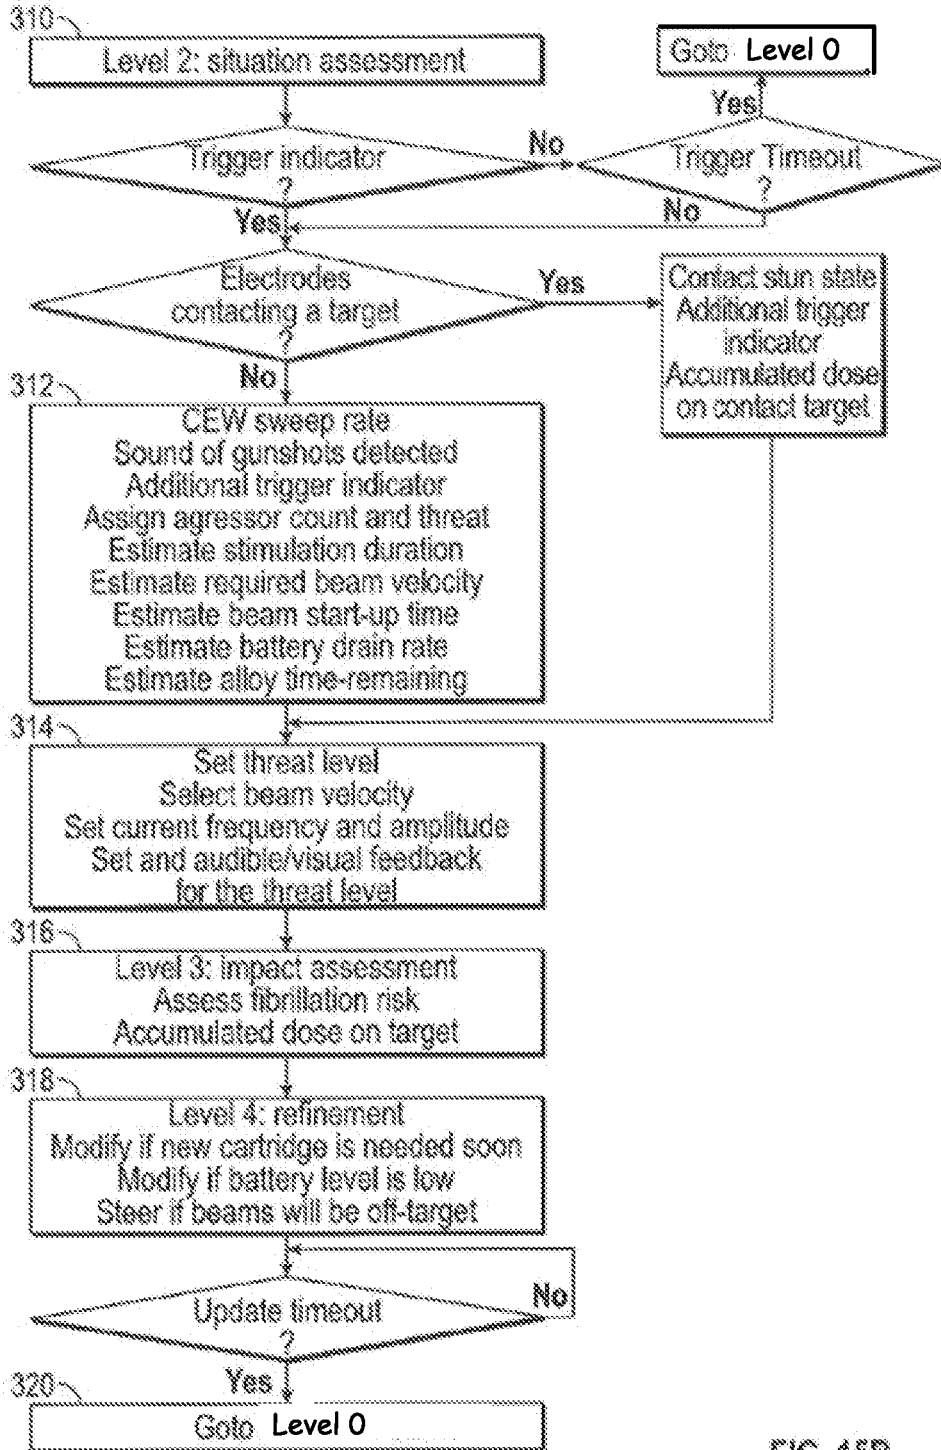 310
Level 2: situation assessment
Goto Level 0
Yes
Trigger indicator
?
No
Trigger Timeout
?
Yes
No
Electrodes
contacting a target
?
Yes
No
Contact stun state
Additional trigger
indicator
Accumulated dose
on contact target
312
CEW sweep rate
Sound of gunshots detected
Additional trigger indicator
Assign agressor count and threat
Estimate stimulation duration
Estimate required beam velocity
Estimate beam start-up time
Estimate battery drain rate
Estimate alloy time-remaining
314
Set threat level
Select beam velocity
Set current frequency and amplitude
Set and audible/visual feedback
for the threat level
316
Level 3: impact assessment
Assess fibrillation risk
Accumulated dose on target
318
Level 4: refinement
Modify if new cartridge is needed soon
Modify if battery level is low
Steer if beams will be off-target
Update timeout
?
No
Yes
320
Goto Level 0